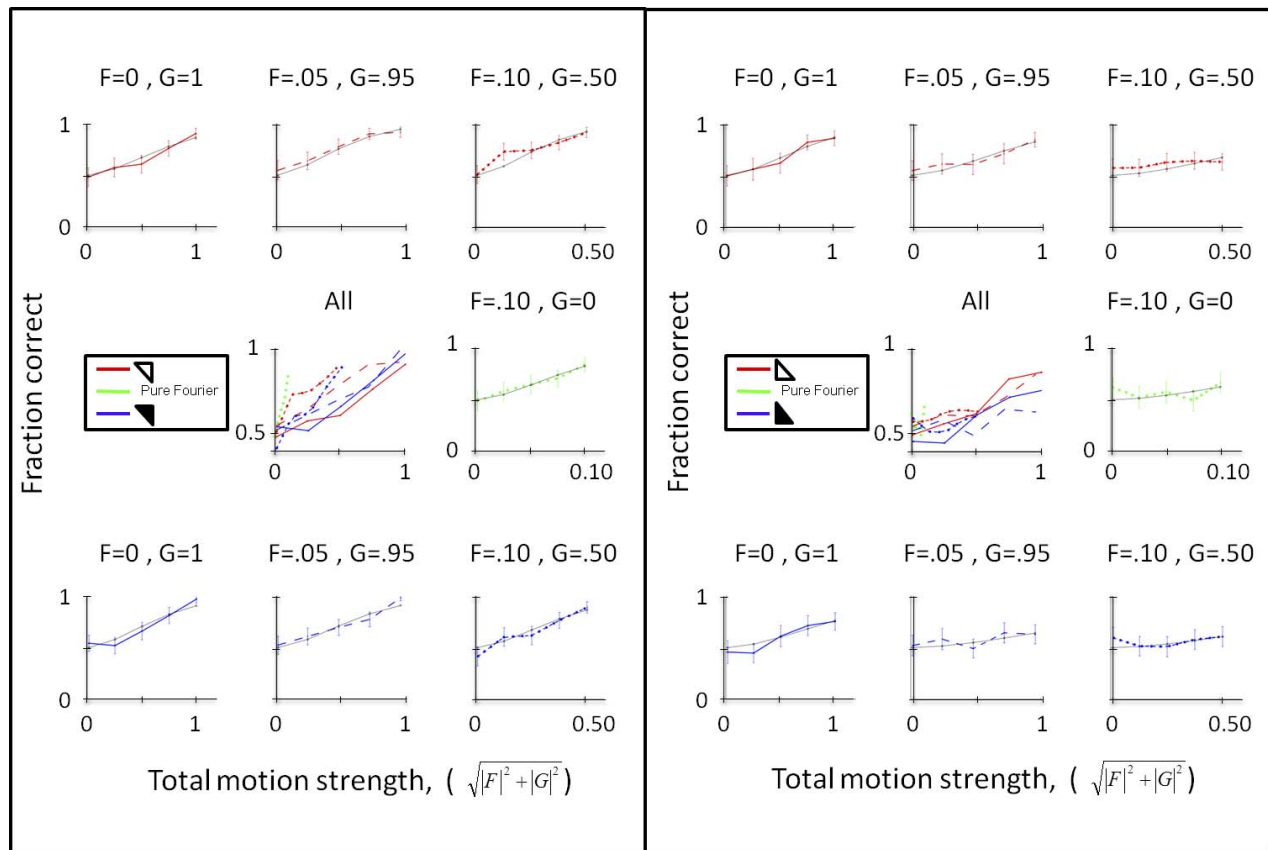 F=0 , G=1 F=.05 , G=.95 F=.10 , G=.50
1
0
0 1 0 1 0 0.50
Fraction correct
All F=.10 , G=0
Pure Fourier
1
0.5
0 1
1
0
0 0.10
F=0 , G=1 F=.05 , G=.95 F=.10 , G=.50
1
0
0 1 0 1 0 0.50
Total motion strength, ( √|F|²+|G|² )
F=0 , G=1 F=.05 , G=.95 F=.10 , G=.50
1
0
0 1 0 1 0 0.50
Fraction correct
All F=.10 , G=0
Pure Fourier
1
0.5
0 1
1
0
0 0.10
F=0 , G=1 F=.05 , G=.95 F=.10 , G=.50
1
0
0 1 0 1 0 0.50
Total motion strength, ( √|F|²+|G|² )